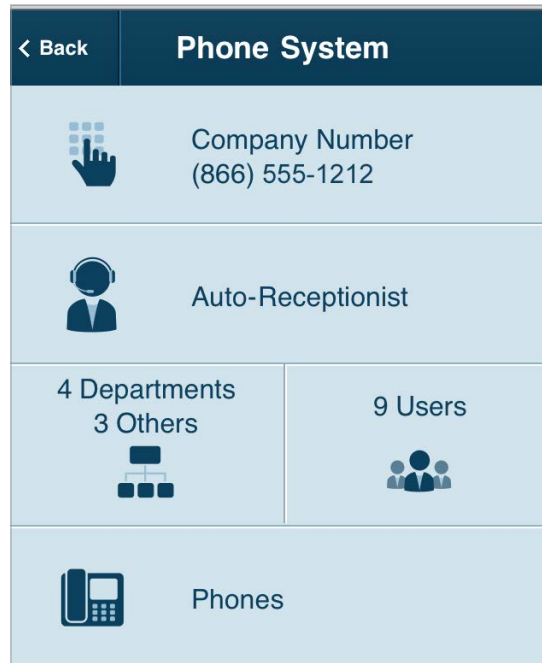 Back
Phone System
Company Number
(866) 555-1212
Auto-Receptionist
4 Departments
3 Others
9 Users
Phones